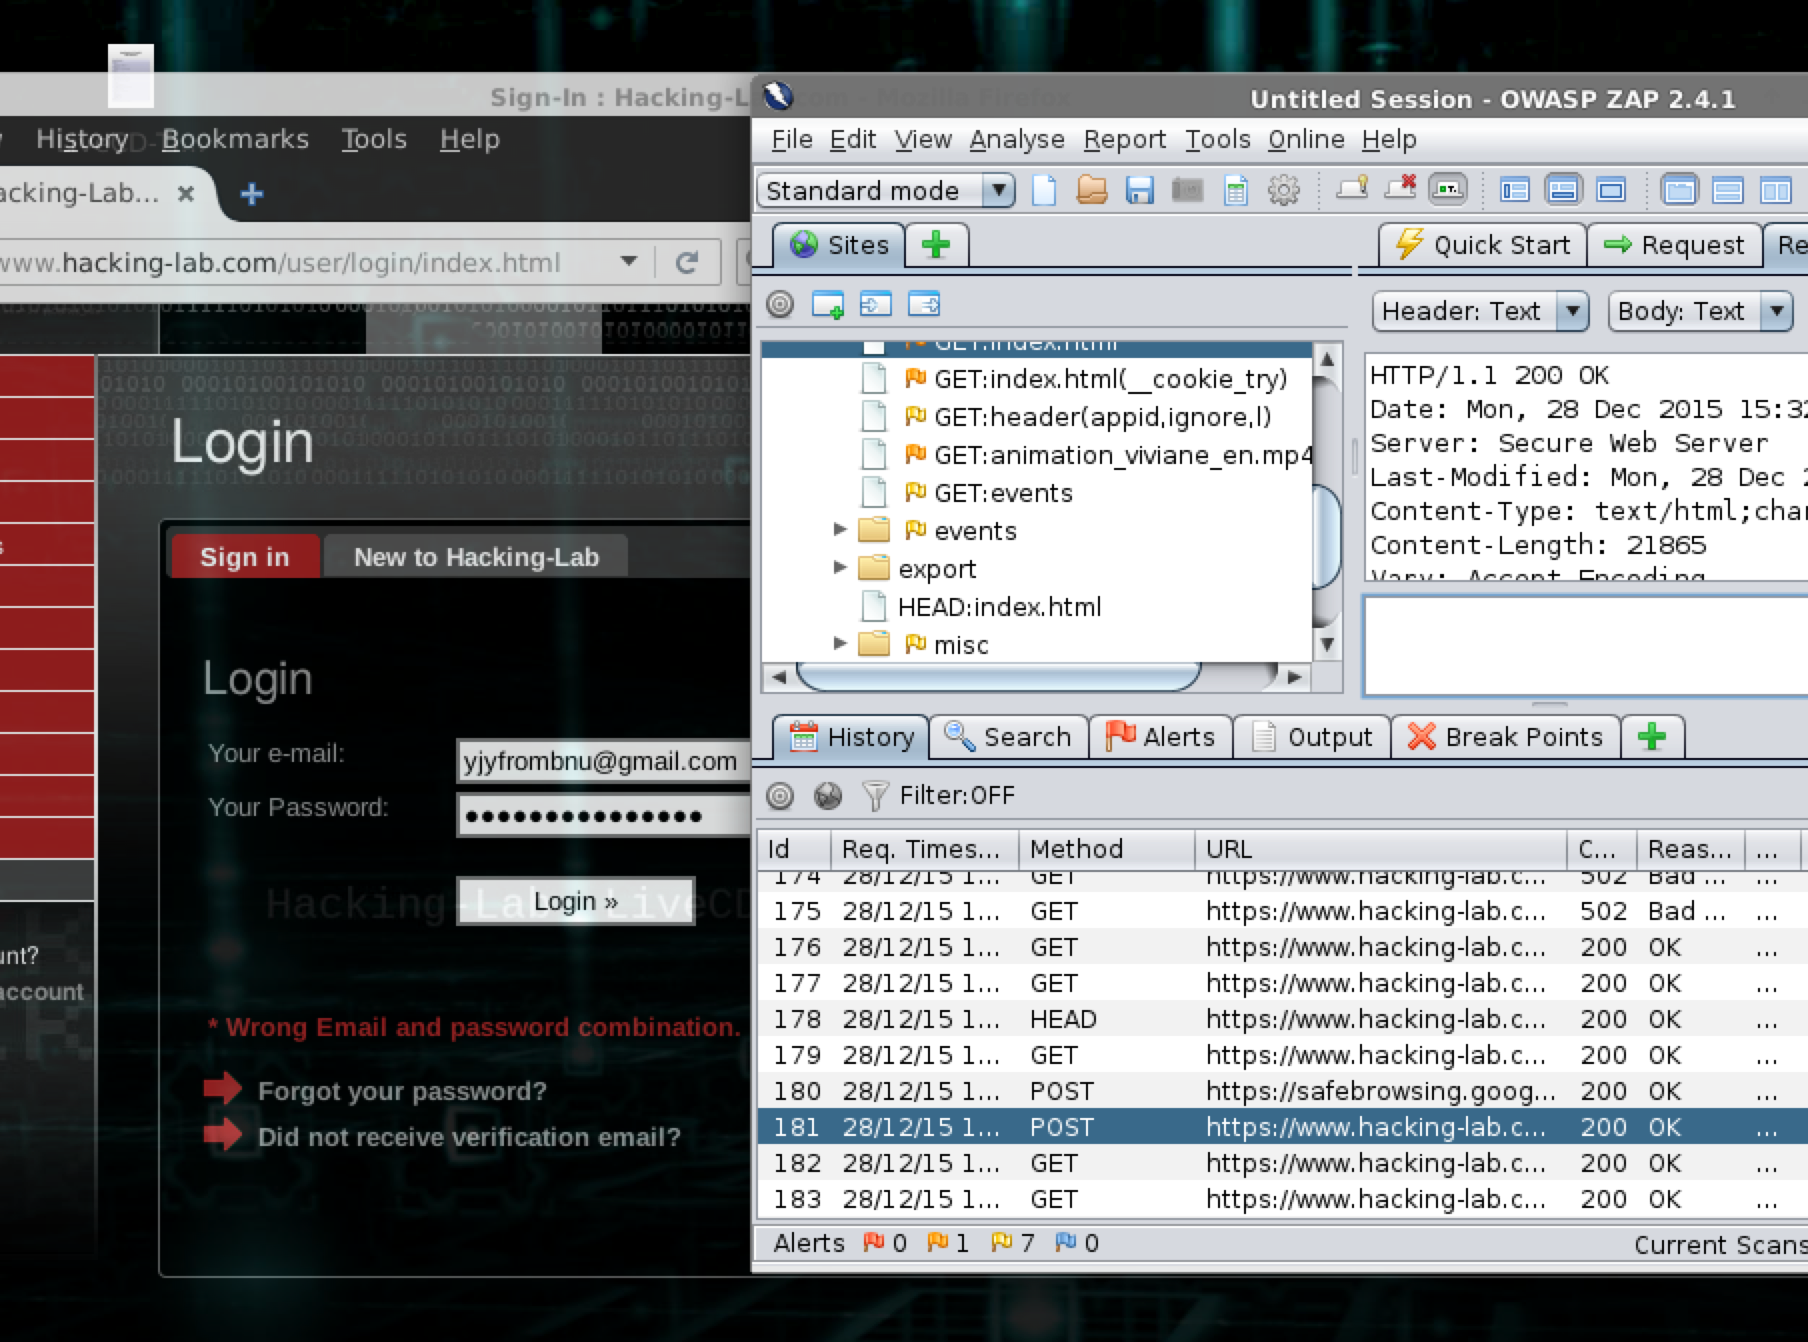 Sign-In : Hacking-L
History Bookmarks Tools Help
acking-Lab...
www.hacking-lab.com/user/login/index.html
Login
Sign in
New to Hacking-Lab
Login
Your e-mail:
yjyfrombnu@gmail.com
Your Password:
Login »
Hacking-Lab LiveCD
unt?
account
* Wrong Email and password combination.
Forgot your password?
Did not receive verification email?
Untitled Session - OWASP ZAP 2.4.1
File Edit View Analyse Report Tools Online Help
Standard mode
Sites
Quick Start
Request
Re
Header: Text
Body: Text
GET:index.html
GET:index.html(__cookie_try)
GET:header(appid,ignore,l)
GET:animation_viviane_en.mp4
GET:events
events
export
HEAD:index.html
misc
HTTP/1.1 200 OK
Date: Mon, 28 Dec 2015 15:32
Server: Secure Web Server
Last-Modified: Mon, 28 Dec 2
Content-Type: text/html;char
Content-Length: 21865
Vary: Accept-Encoding
History
Search
Alerts
Output
Break Points
Filter:OFF
Id Req. Times... Method URL C... Reas... ...
174 28/12/15 1... GET https://www.hacking-lab.c... 502 Bad ... ...
175 28/12/15 1... GET https://www.hacking-lab.c... 502 Bad ... ...
176 28/12/15 1... GET https://www.hacking-lab.c... 200 OK ...
177 28/12/15 1... GET https://www.hacking-lab.c... 200 OK ...
178 28/12/15 1... HEAD https://www.hacking-lab.c... 200 OK ...
179 28/12/15 1... GET https://www.hacking-lab.c... 200 OK ...
180 28/12/15 1... POST https://safebrowsing.goog... 200 OK ...
181 28/12/15 1... POST https://www.hacking-lab.c... 200 OK ...
182 28/12/15 1... GET https://www.hacking-lab.c... 200 OK ...
183 28/12/15 1... GET https://www.hacking-lab.c... 200 OK ...
Alerts 0 1 7 0
Current Scans